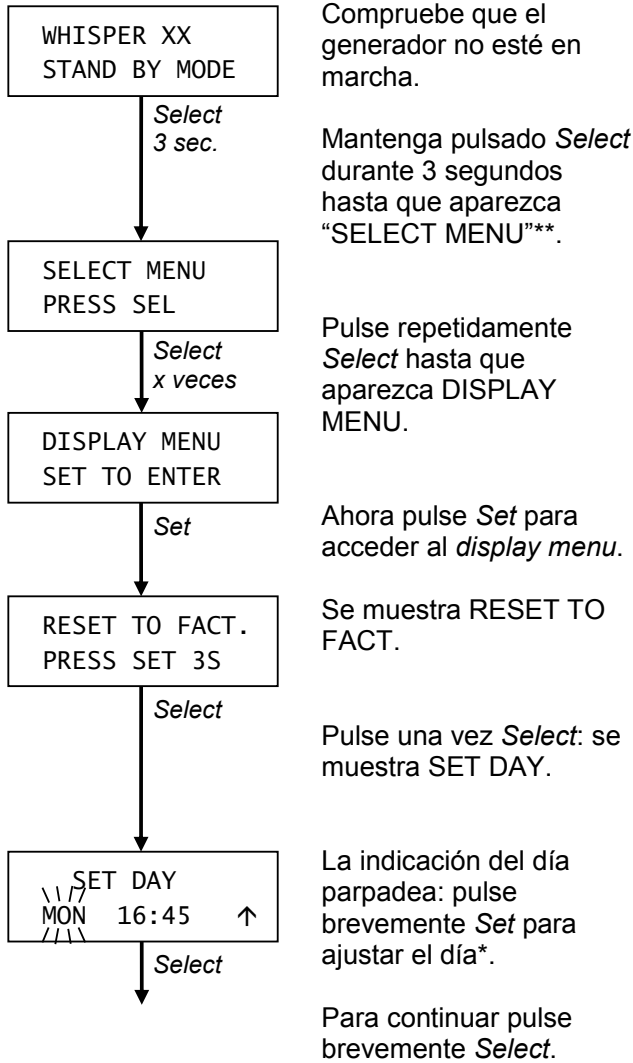 WHISPER XX
STAND BY MODE
Compruebe que el
generador no esté en
marcha.
Select
3 sec.
Mantenga pulsado Select
durante 3 segundos
hasta que aparezca
“SELECT MENU”**.
SELECT MENU
PRESS SEL
Select
x veces
Pulse repetidamente
Select hasta que
aparezca DISPLAY
MENU.
DISPLAY MENU
SET TO ENTER
Set
Ahora pulse Set para
acceder al display menu.
RESET TO FACT.
PRESS SET 3S
Se muestra RESET TO
FACT.
Select
Pulse una vez Select: se
muestra SET DAY.
SET DAY
MON 16:45 ↑
La indicación del día
parpadea: pulse
brevemente Set para
ajustar el día*.
Select
Para continuar pulse
brevemente Select.